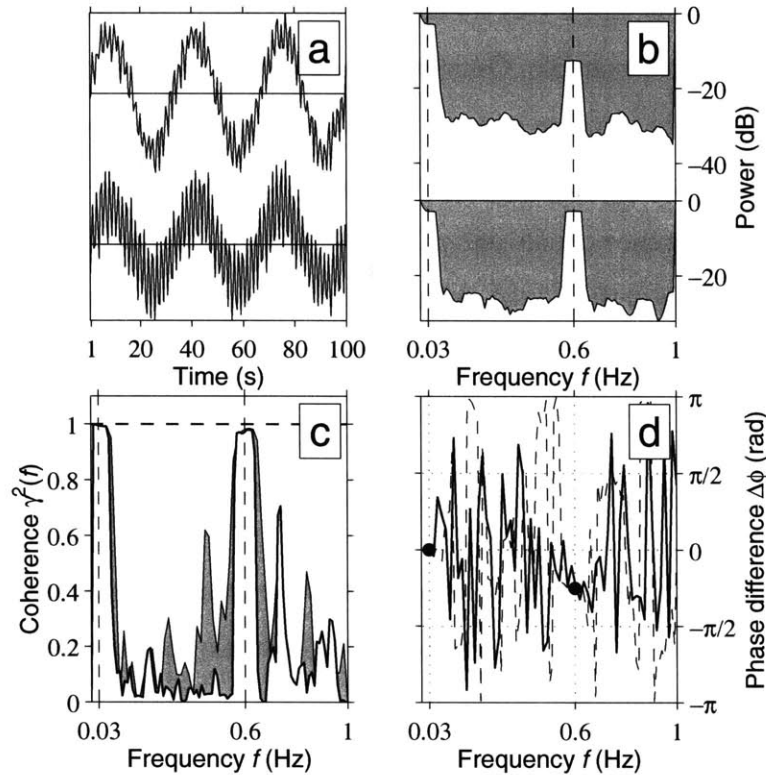 a
1 20 40 60 80 100
Time (s)
b
0
−20
−40
0
−20
Power (dB)
0.03 0.6 1
Frequency f (Hz)
c
1
0.8
0.6
0.4
0.2
0
Coherence γ²(f)
0.03 0.6 1
Frequency f (Hz)
d
π
π/2
0
−π/2
−π
Phase difference Δϕ (rad)
0.03 0.6 1
Frequency f (Hz)